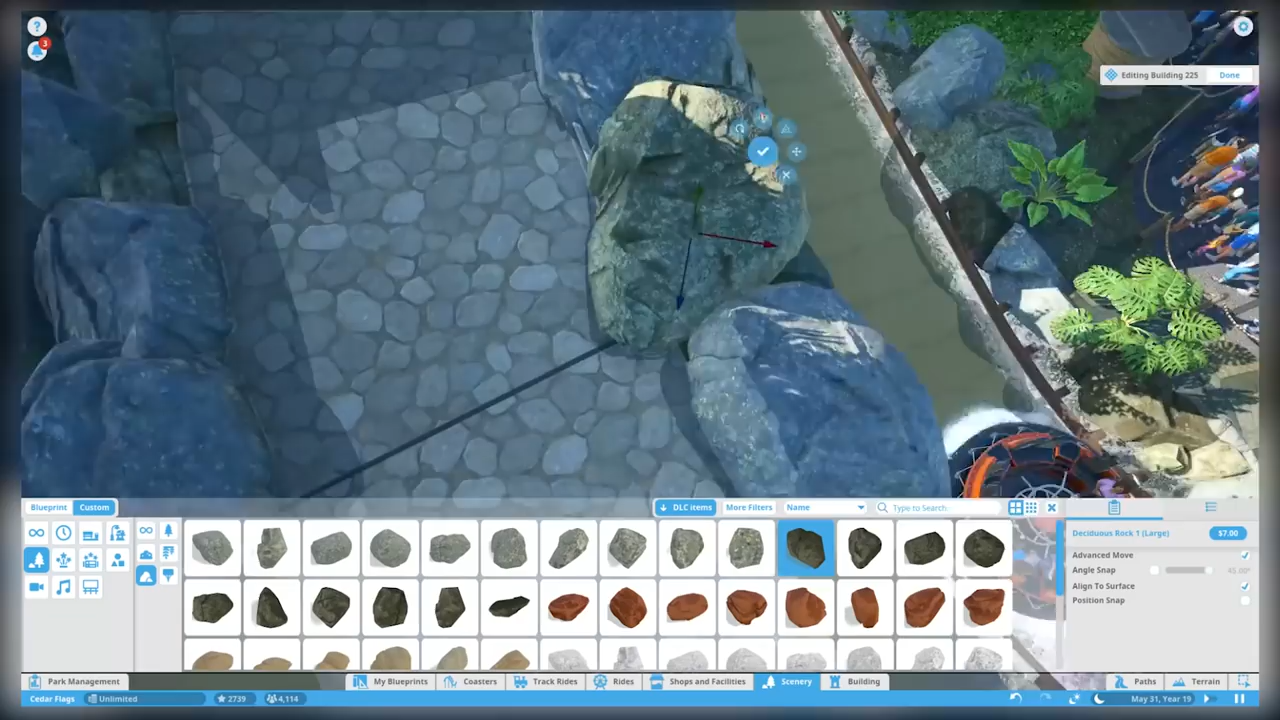 ?
3
Editing Building 225 Done
Blueprint Custom DLC items More Filters Name Type to Search
Deciduous Rock 1 (Large) $7.00
Advanced Move
Angle Snap 45.00°
Align To Surface
Position Snap
Park Management My Blueprints Coasters Track Rides Rides Shops and Facilities Scenery Building Paths Terrain
Cedar Flags Unlimited 2739 4,114 May 31, Year 19